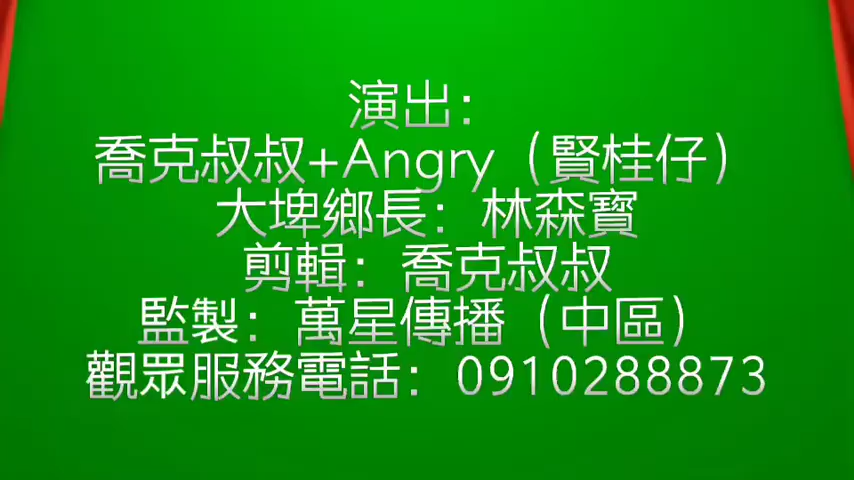 演出：
喬克叔叔+Angry（賢桂仔）
大埤鄉長：林森寶
剪輯：喬克叔叔
監製：萬星傳播（中區）
觀眾服務電話：0910288873